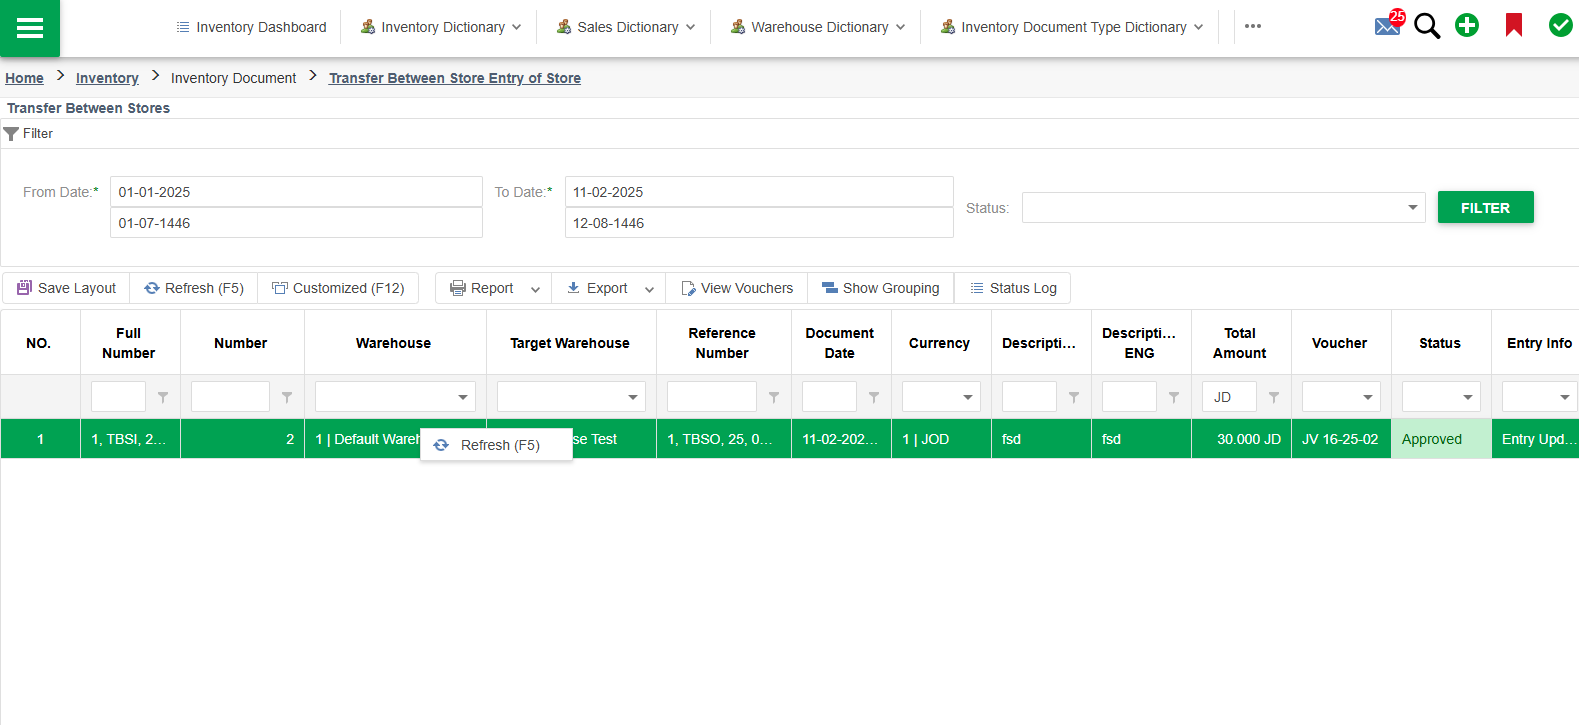 Inventory Dashboard Inventory Dictionary Sales Dictionary Warehouse Dictionary Inventory Document Type Dictionary 25
Home > Inventory > Inventory Document > Transfer Between Store Entry of Store
Transfer Between Stores
Filter
From Date:* 01-01-2025 To Date:* 11-02-2025
01-07-1446 12-08-1446
Status: FILTER
Save Layout Refresh (F5) Customized (F12) Report Export View Vouchers Show Grouping Status Log
NO. Full Number Number Warehouse Target Warehouse Reference Number Document Date Currency Descripti... Descripti... ENG Total Amount Voucher Status Entry Info
JD
1 1, TBSI, 2... 2 1 | Default Wareh se Test 1, TBSO, 25, 0... 11-02-202... 1 | JOD fsd fsd 30.000 JD JV 16-25-02 Approved Entry Upd...
Refresh (F5)